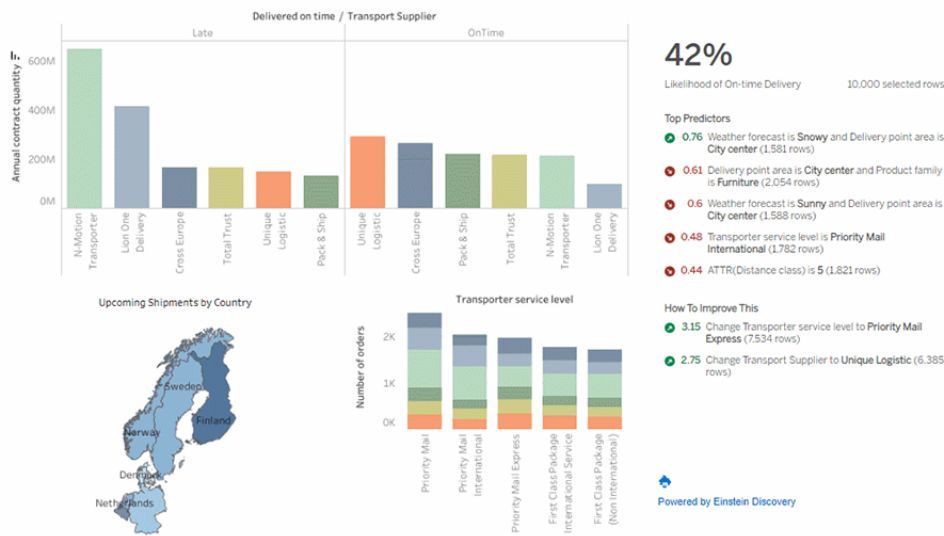 Delivered on time / Transport Supplier
Late
OnTime
Annual contract quantity
600M
400M
200M
0M
N-Motion
Transporter
Lion One
Delivery
Cross Europe
Total Trust
Unique
Logistic
Pack & Ship
Unique
Logistic
Cross Europe
Pack & Ship
Total Trust
N-Motion
Transporter
Lion One
Delivery
42%
Likelihood of On-time Delivery
10,000 selected rows
Top Predictors
0.76 Weather forecast is Snowy and Delivery point area is
City center (1,581 rows)
0.61 Delivery point area is City center and Product family
is Furniture (2,054 rows)
0.6 Weather forecast is Sunny and Delivery point area is
City center (1,588 rows)
0.48 Transporter service level is Priority Mail
International (1,782 rows)
0.44 ATTR(Distance class) is 5 (1,821 rows)
How To Improve This
3.15 Change Transporter service level to Priority Mail
Express (7,534 rows)
2.75 Change Transport Supplier to Unique Logistic (6,385
rows)
Powered by Einstein Discovery
Upcoming Shipments by Country
Sweden
Finland
Norway
Denmark
Netherlands
Transporter service level
Number of orders
2K
1K
0K
Priority Mail
Priority Mail
International
Priority Mail Express
First Class Package
International Service
First Class Package
(Non International)